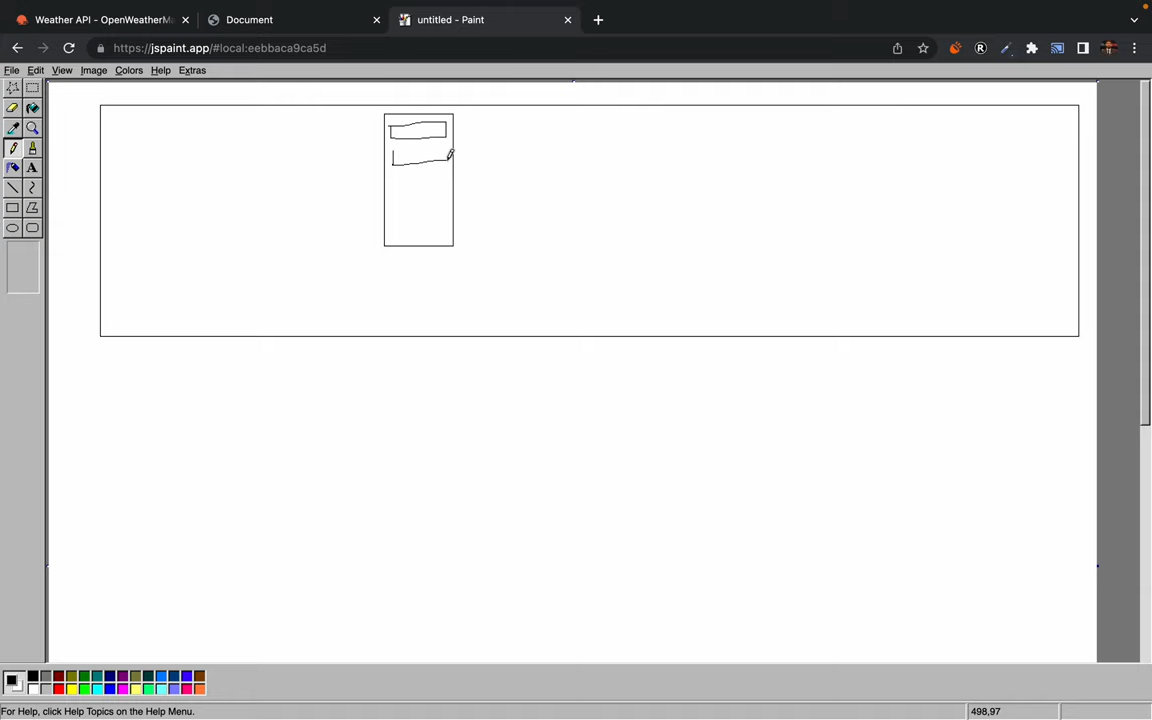 Weather API - OpenWeatherMa
Document
untitled - Paint
https://jspaint.app/#local:eebbaca9ca5d
File Edit View Image Colors Help Extras
A
For Help, click Help Topics on the Help Menu.
498,97